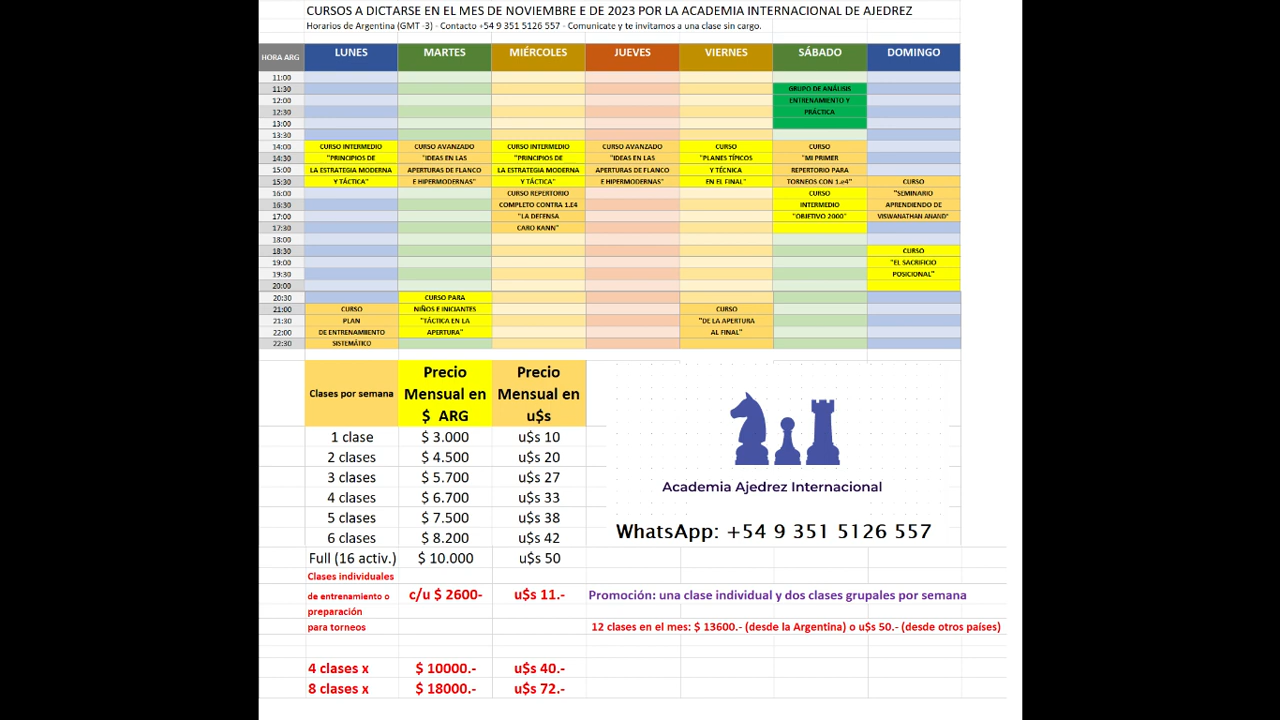 CURSOS A DICTARSE EN EL MES DE NOVIEMBRE E DE 2023 POR LA ACADEMIA INTERNACIONAL DE AJEDREZ
Horarios de Argentina (GMT -3) - Contacto +54 9 351 5126 557 - Comunicate y te invitamos a una clase sin cargo.
HORA ARG LUNES MARTES MIÉRCOLES JUEVES VIERNES SÁBADO DOMINGO
11:00
11:30 GRUPO DE ANÁLISIS
12:00 ENTRENAMIENTO Y
12:30 PRÁCTICA
13:00
13:30
14:00 CURSO INTERMEDIO CURSO AVANZADO CURSO INTERMEDIO CURSO AVANZADO CURSO CURSO
14:30 "PRINCIPIOS DE "IDEAS EN LAS "PRINCIPIOS DE "IDEAS EN LAS "PLANES TÍPICOS "MI PRIMER
15:00 LA ESTRATEGIA MODERNA APERTURAS DE FLANCO LA ESTRATEGIA MODERNA APERTURAS DE FLANCO Y TÉCNICA REPERTORIO PARA
15:30 Y TÁCTICA" E HIPERMODERNAS" Y TÁCTICA" E HIPERMODERNAS" EN EL FINAL" TORNEOS CON 1.e4" CURSO
16:00 CURSO REPERTORIO CURSO "SEMINARIO
16:30 COMPLETO CONTRA 1.E4 INTERMEDIO APRENDIENDO DE
17:00 "LA DEFENSA "OBJETIVO 2000" VISWANATHAN ANAND"
17:30 CARO KANN"
18:00
18:30 CURSO
19:00 "EL SACRIFICIO
19:30 POSICIONAL"
20:00
20:30 CURSO PARA
21:00 CURSO NIÑOS E INICIANTES CURSO
21:30 PLAN "TÁCTICA EN LA "DE LA APERTURA
22:00 DE ENTRENAMIENTO APERTURA" AL FINAL"
22:30 SISTEMÁTICO
Clases por semana Precio Mensual en $ ARG Precio Mensual en u$s
1 clase $ 3.000 u$s 10
2 clases $ 4.500 u$s 20
3 clases $ 5.700 u$s 27
4 clases $ 6.700 u$s 33
5 clases $ 7.500 u$s 38
6 clases $ 8.200 u$s 42
Full (16 activ.) $ 10.000 u$s 50
Academia Ajedrez Internacional
WhatsApp: +54 9 351 5126 557
Clases individuales
de entrenamiento o c/u $ 2600- u$s 11.- Promoción: una clase individual y dos clases grupales por semana
preparación
para torneos 12 clases en el mes: $ 13600.- (desde la Argentina) o u$s 50.- (desde otros países)
4 clases x $ 10000.- u$s 40.-
8 clases x $ 18000.- u$s 72.-